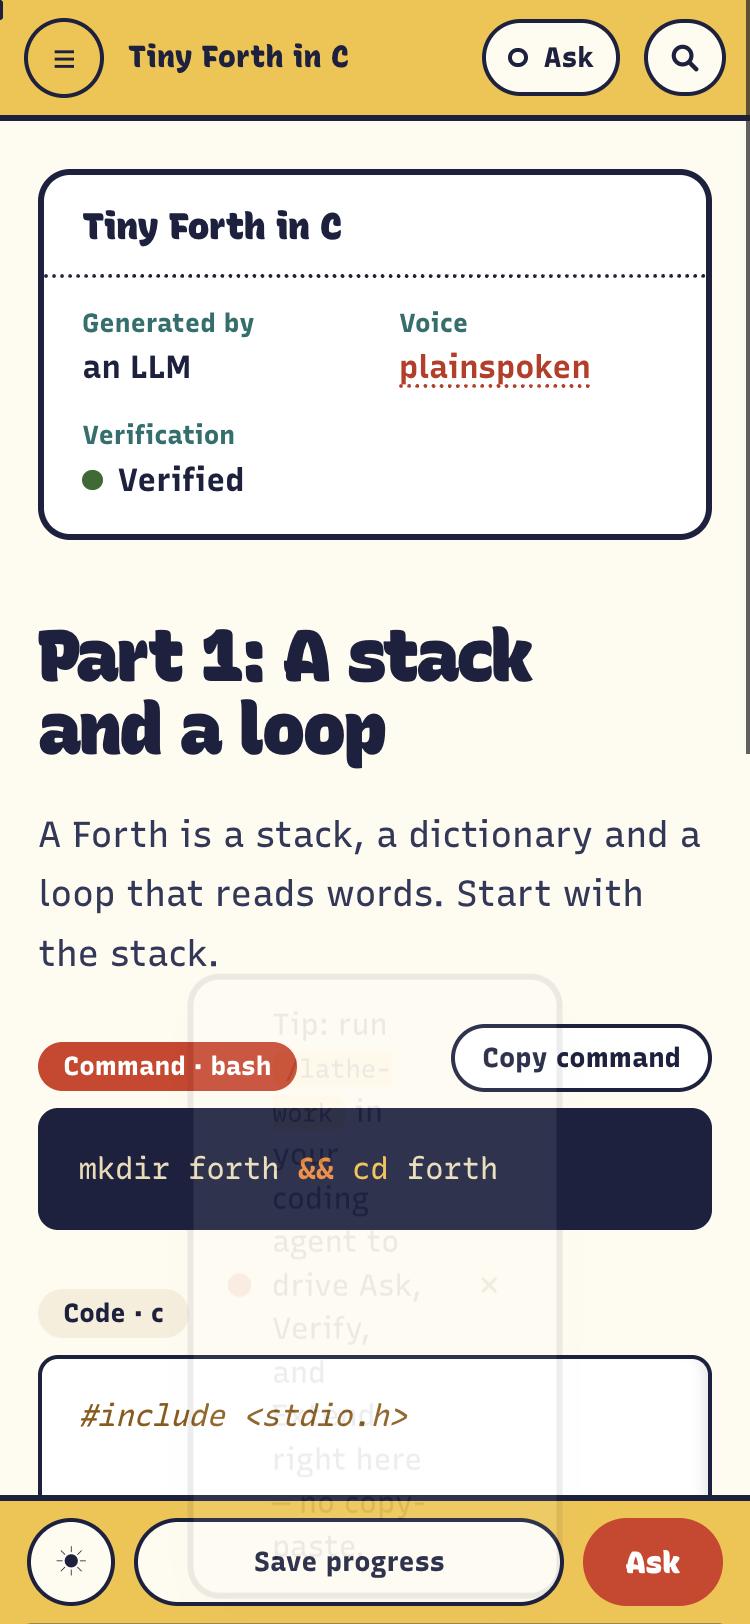 Tiny Forth in C
Ask
Tiny Forth in C
Generated by
an LLM
Voice
plainspoken
Verification
Verified
Part 1: A stack
and a loop
A Forth is a stack, a dictionary and a
loop that reads words. Start with
the stack.
Command · bash
Copy command
mkdir forth && cd forth
Code · c
#include <stdio.h>
Tip: run
/lathe-
work in
your
coding
agent to
drive Ask,
Verify,
and
right here
— no copy-
paste.
Save progress
Ask